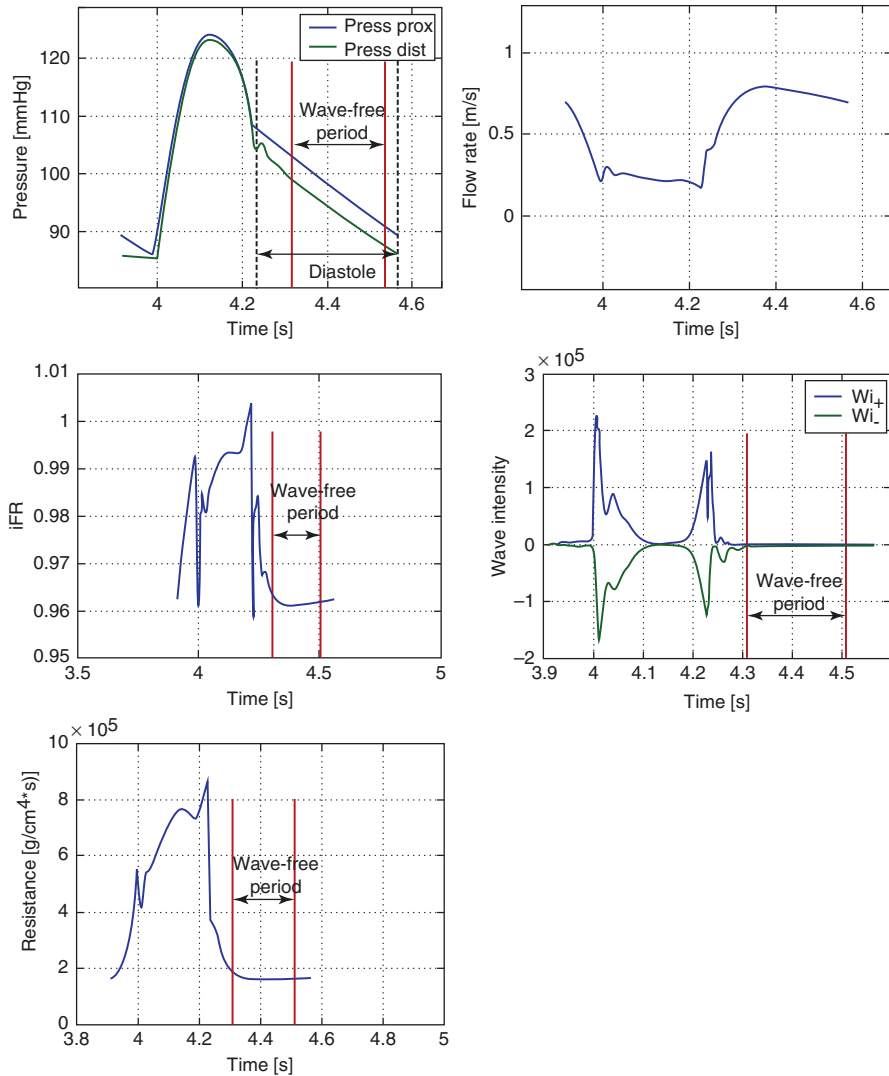 Press prox
Press dist
120
110
100
90
Pressure [mmHg]
Wave-free
period
Diastole
4
4.2
4.4
4.6
Time [s]
1
0.5
0
Flow rate [m/s]
4
4.2
4.4
4.6
Time [s]
1.01
1
0.99
0.98
0.97
0.96
0.95
iFR
Wave-free
period
3.5
4
4.5
5
Time [s]
× 10^5
3
2
1
0
−1
−2
Wave intensity
Wi+
Wi-
Wave-free
period
3.9
4
4.1
4.2
4.3
4.4
4.5
Time [s]
× 10^5
10
8
6
4
2
0
Resistance [g/cm4*s)]
Wave-free
period
3.8
4
4.2
4.4
4.6
4.8
5
Time [s]